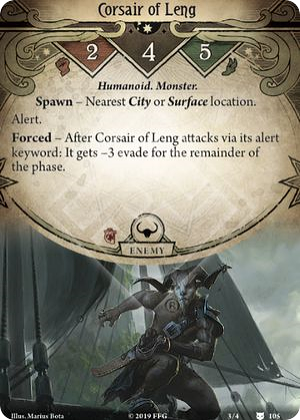 Corsair of Leng
2 4 5
Humanoid. Monster.
Spawn – Nearest City or Surface location.
Alert.
Forced – After Corsair of Leng attacks via its alert
keyword: It gets –3 evade for the remainder of
the phase.
ENEMY
Illus. Marius Bota © 2019 FFG 3/4 105